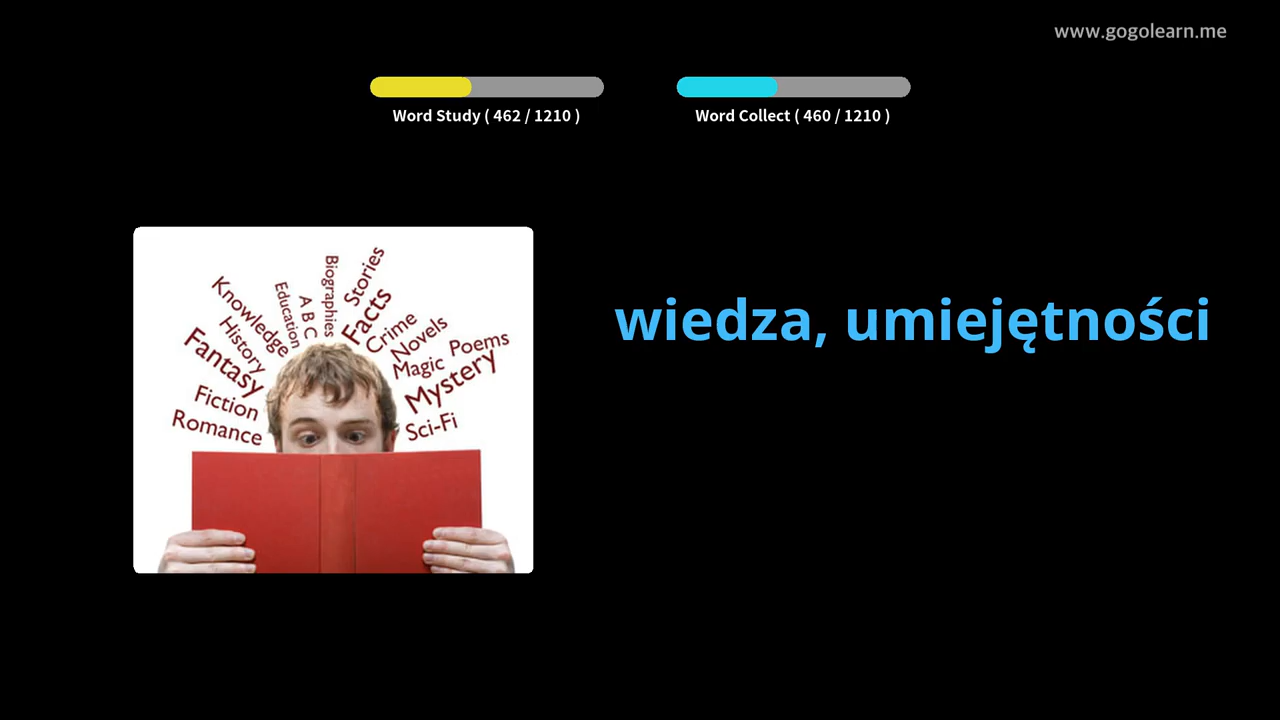 www.gogolearn.me
Word Study ( 462 / 1210 )
Word Collect ( 460 / 1210 )
wiedza, umiejętności
Romance
Fiction
Fantasy
History
Knowledge
Education
A B C
Biographies
Stories
Facts
Crime
Novels
Magic
Poems
Mystery
Sci-Fi